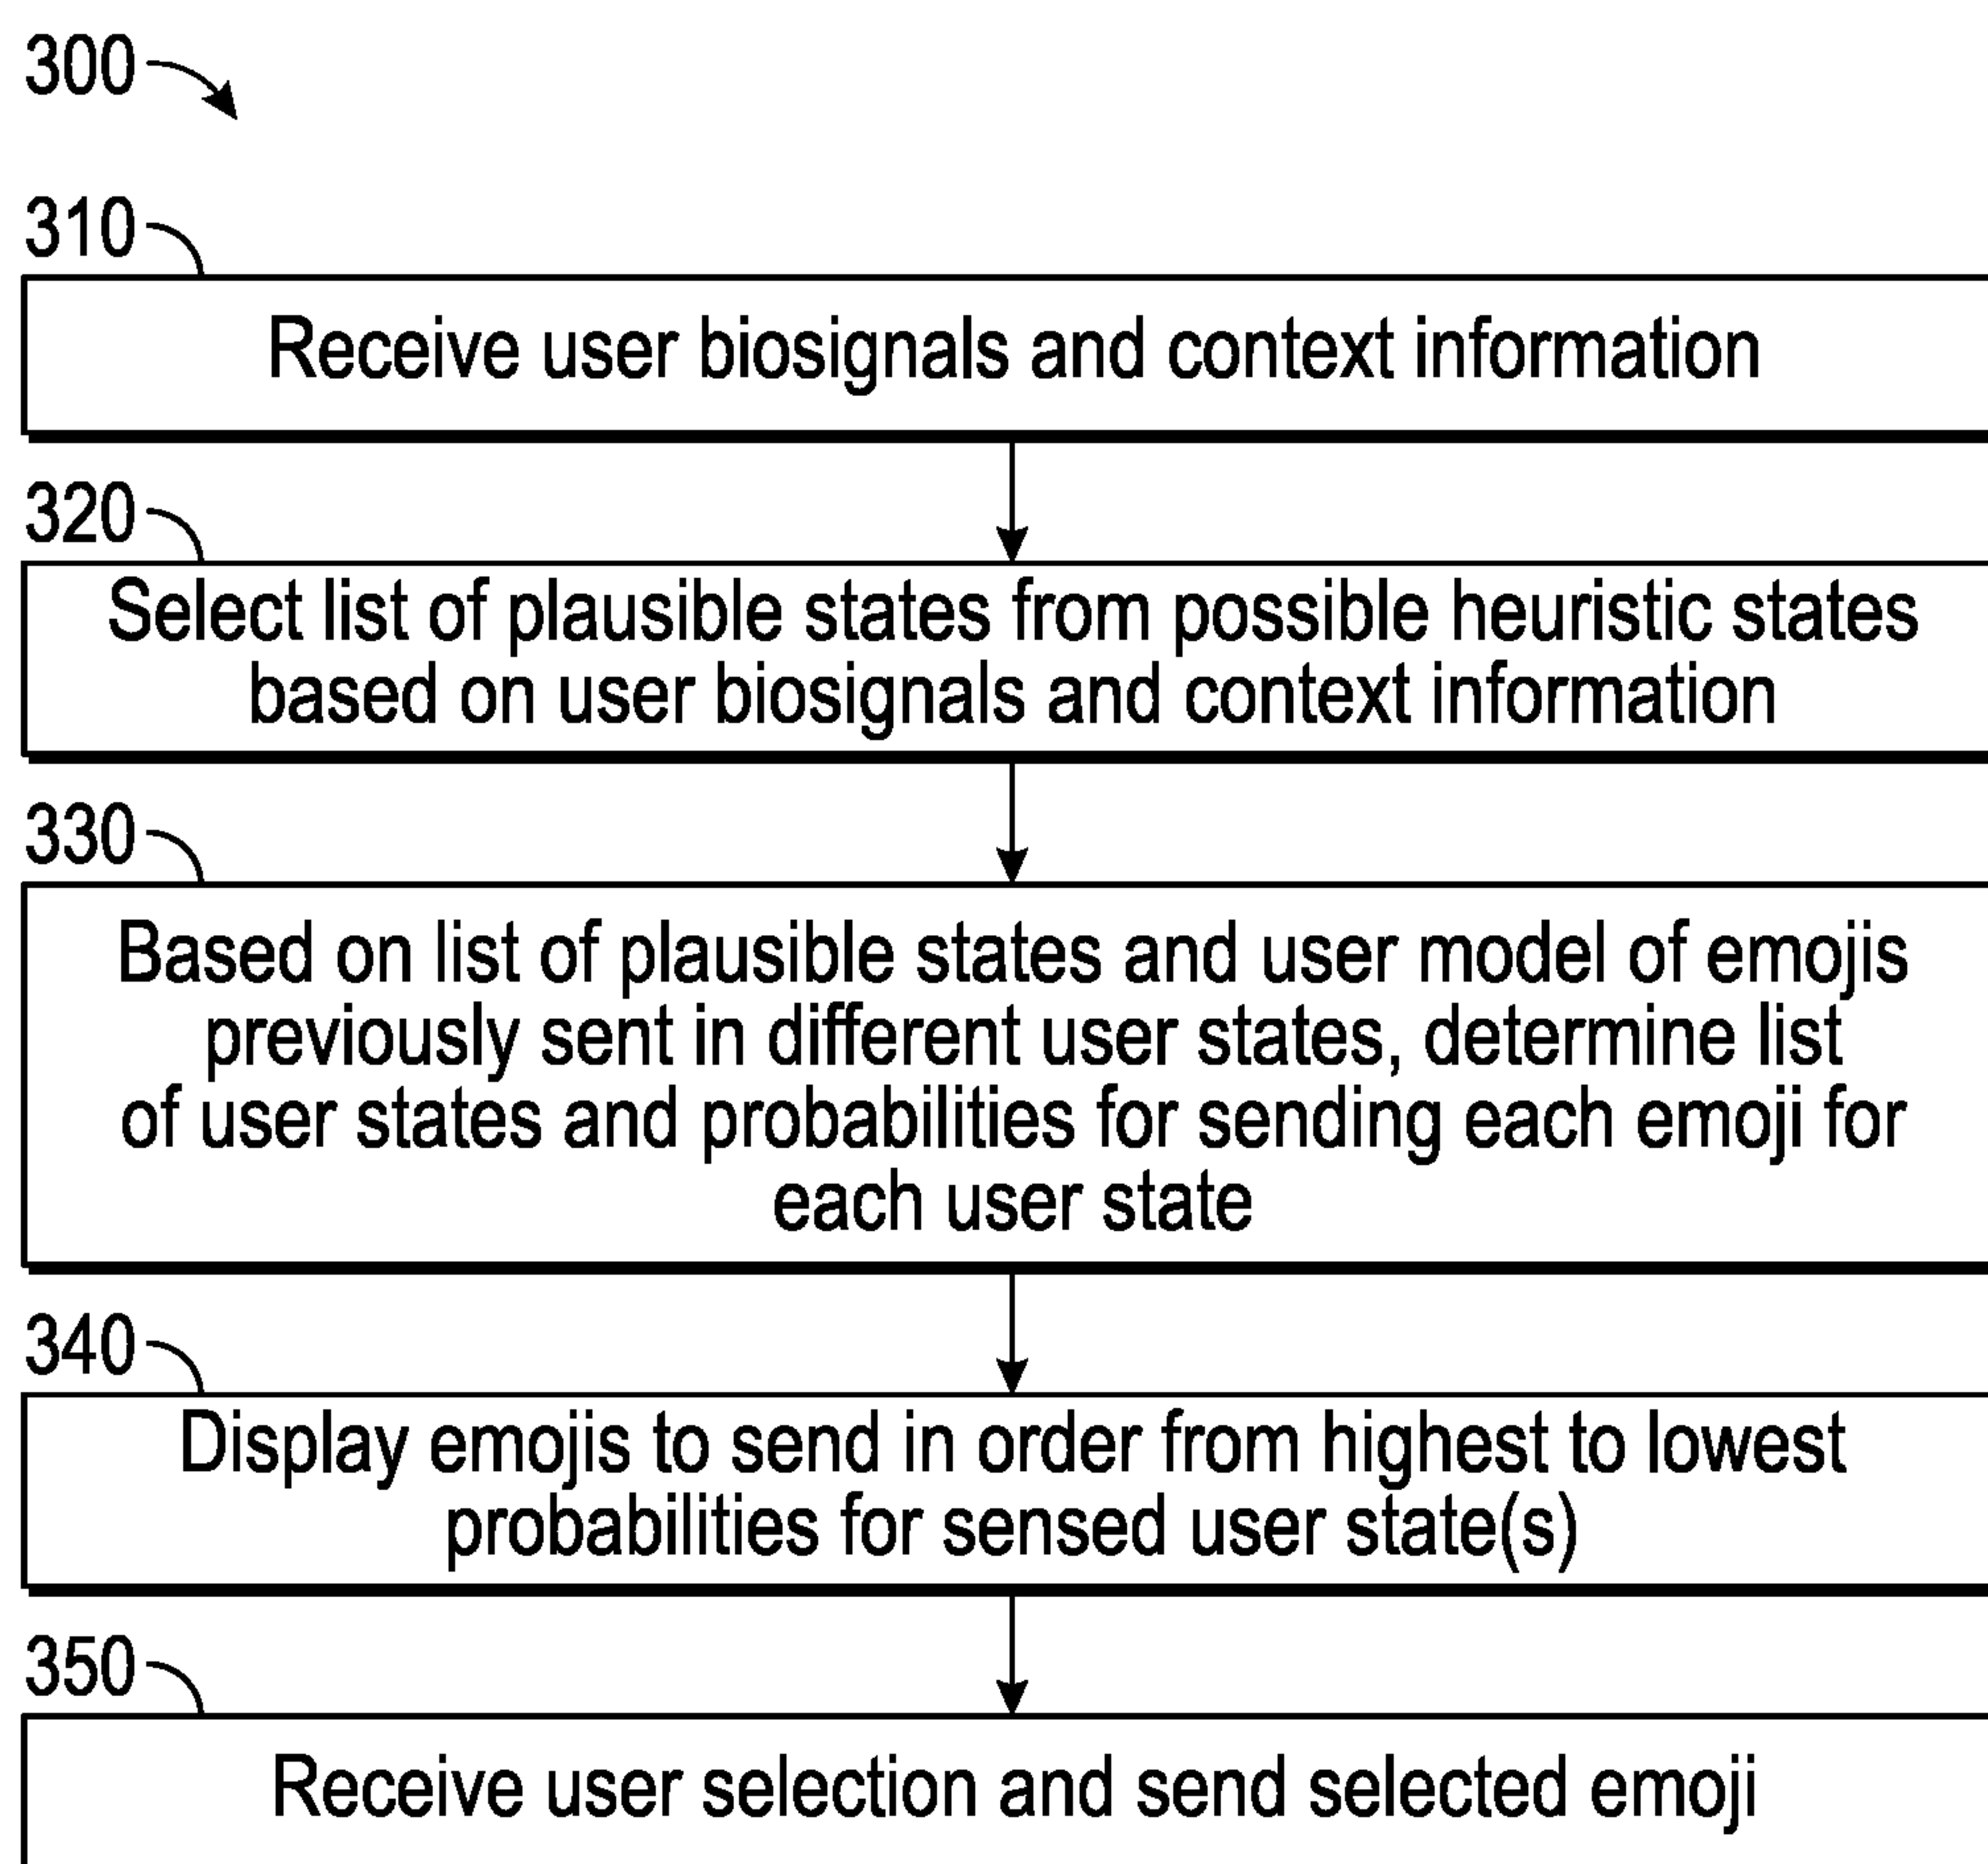 300
310
Receive user biosignals and context information
320
Select list of plausible states from possible heuristic states
based on user biosignals and context information
330
Based on list of plausible states and user model of emojis
previously sent in different user states, determine list
of user states and probabilities for sending each emoji for
each user state
340
Display emojis to send in order from highest to lowest
probabilities for sensed user state(s)
350
Receive user selection and send selected emoji